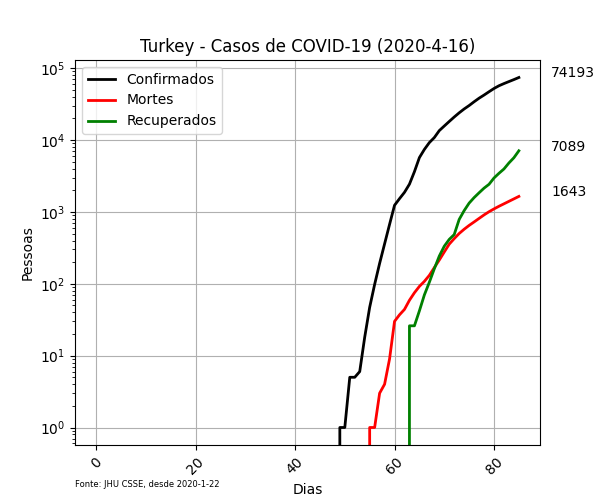 Turkey - Casos de COVID-19 (2020-4-16)
Confirmados
Mortes
Recuperados
74193
7089
1643
Pessoas
10^5
10^4
10^3
10^2
10^1
10^0
0
20
40
60
80
Dias
Fonte: JHU CSSE, desde 2020-1-22